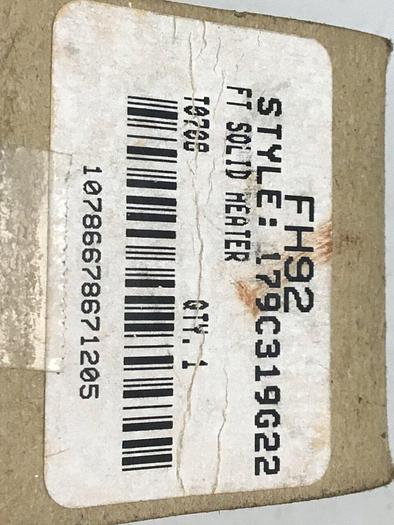 FH92
STYLE: 179C319G22
FT SOLID HEATER
T0708 QTY. 1
10786678671205